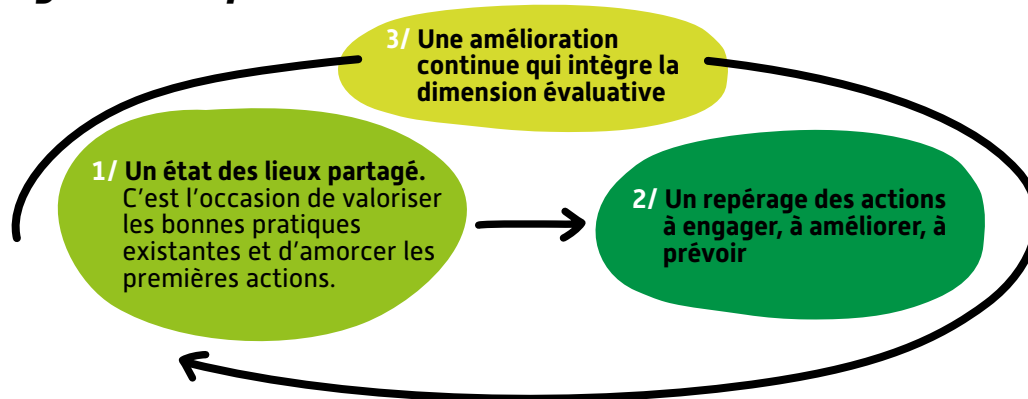 1/ Un état des lieux partagé.
C'est l'occasion de valoriser
les bonnes pratiques
existantes et d'amorcer les
premières actions.
2/ Un repérage des actions
à engager, à améliorer, à
prévoir
3/ Une amélioration
continue qui intègre la
dimension évaluative